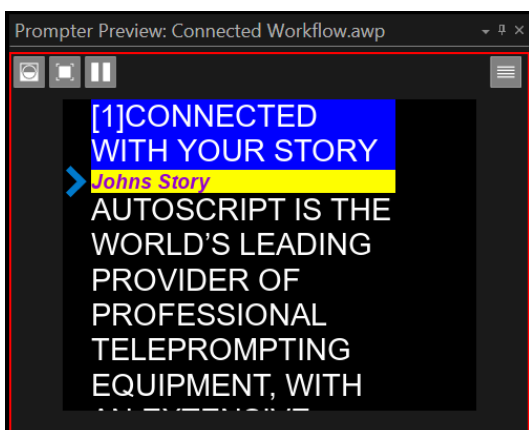 Prompter Preview: Connected Workflow.awp
[1]CONNECTED
WITH YOUR STORY
Johns Story
AUTOSCRIPT IS THE
WORLD'S LEADING
PROVIDER OF
PROFESSIONAL
TELEPROMPTING
EQUIPMENT, WITH